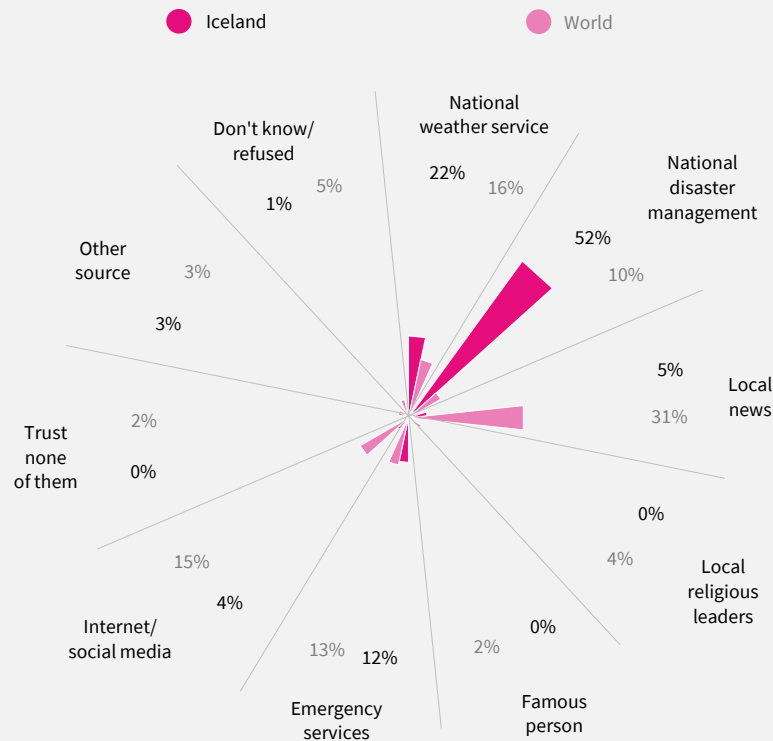 Iceland
World
National
weather service
22%
16%
National
disaster
management
52%
10%
Local
news
5%
31%
Local
religious
leaders
0%
4%
Famous
person
0%
2%
Emergency
services
12%
13%
Internet/
social media
4%
15%
Trust
none
of them
0%
2%
Other
source
3%
3%
Don't know/
refused
1%
5%